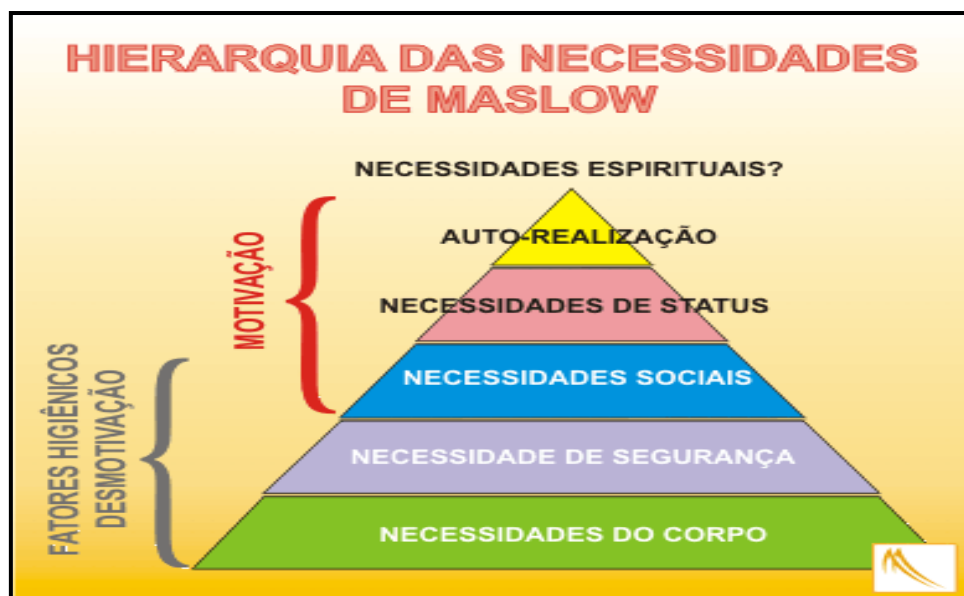 HIERARQUIA DAS NECESSIDADES
DE MASLOW
NECESSIDADES ESPIRITUAIS?
AUTO-REALIZAÇÃO
NECESSIDADES DE STATUS
NECESSIDADES SOCIAIS
NECESSIDADE DE SEGURANÇA
NECESSIDADES DO CORPO
MOTIVAÇÃO
FATORES HIGIÊNICOS
DESMOTIVAÇÃO